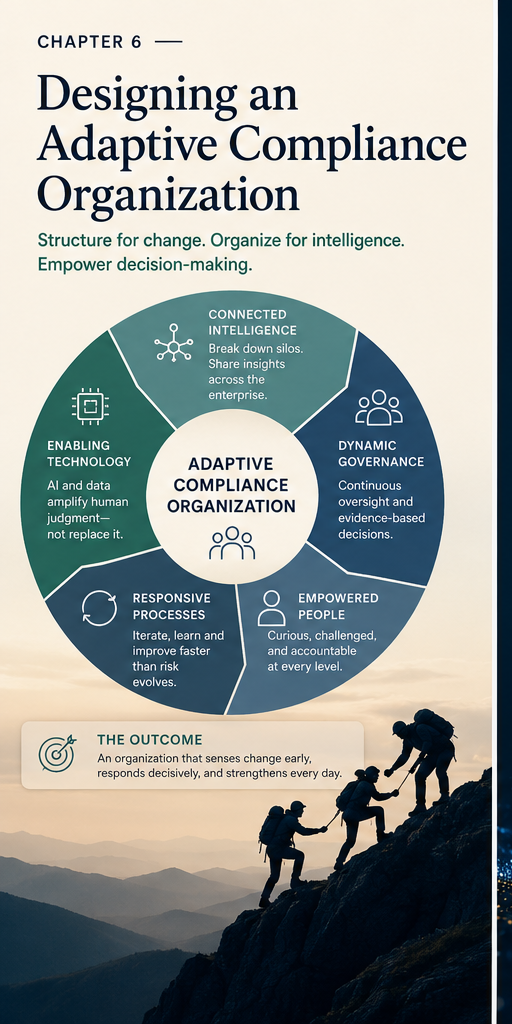 CHAPTER 6
Designing an
Adaptive Compliance
Organization
Structure for change. Organize for intelligence.
Empower decision-making.
CONNECTED
INTELLIGENCE
Break down silos.
Share insights
across the
enterprise.
DYNAMIC
GOVERNANCE
Continuous
oversight and
evidence-based
decisions.
EMPOWERED
PEOPLE
Curious, challenged,
and accountable
at every level.
RESPONSIVE
PROCESSES
Iterate, learn and
improve faster
than risk
evolves.
ENABLING
TECHNOLOGY
AI and data
amplify human
judgment—
not replace it.
ADAPTIVE
COMPLIANCE
ORGANIZATION
THE OUTCOME
An organization that senses change early,
responds decisively, and strengthens every day.